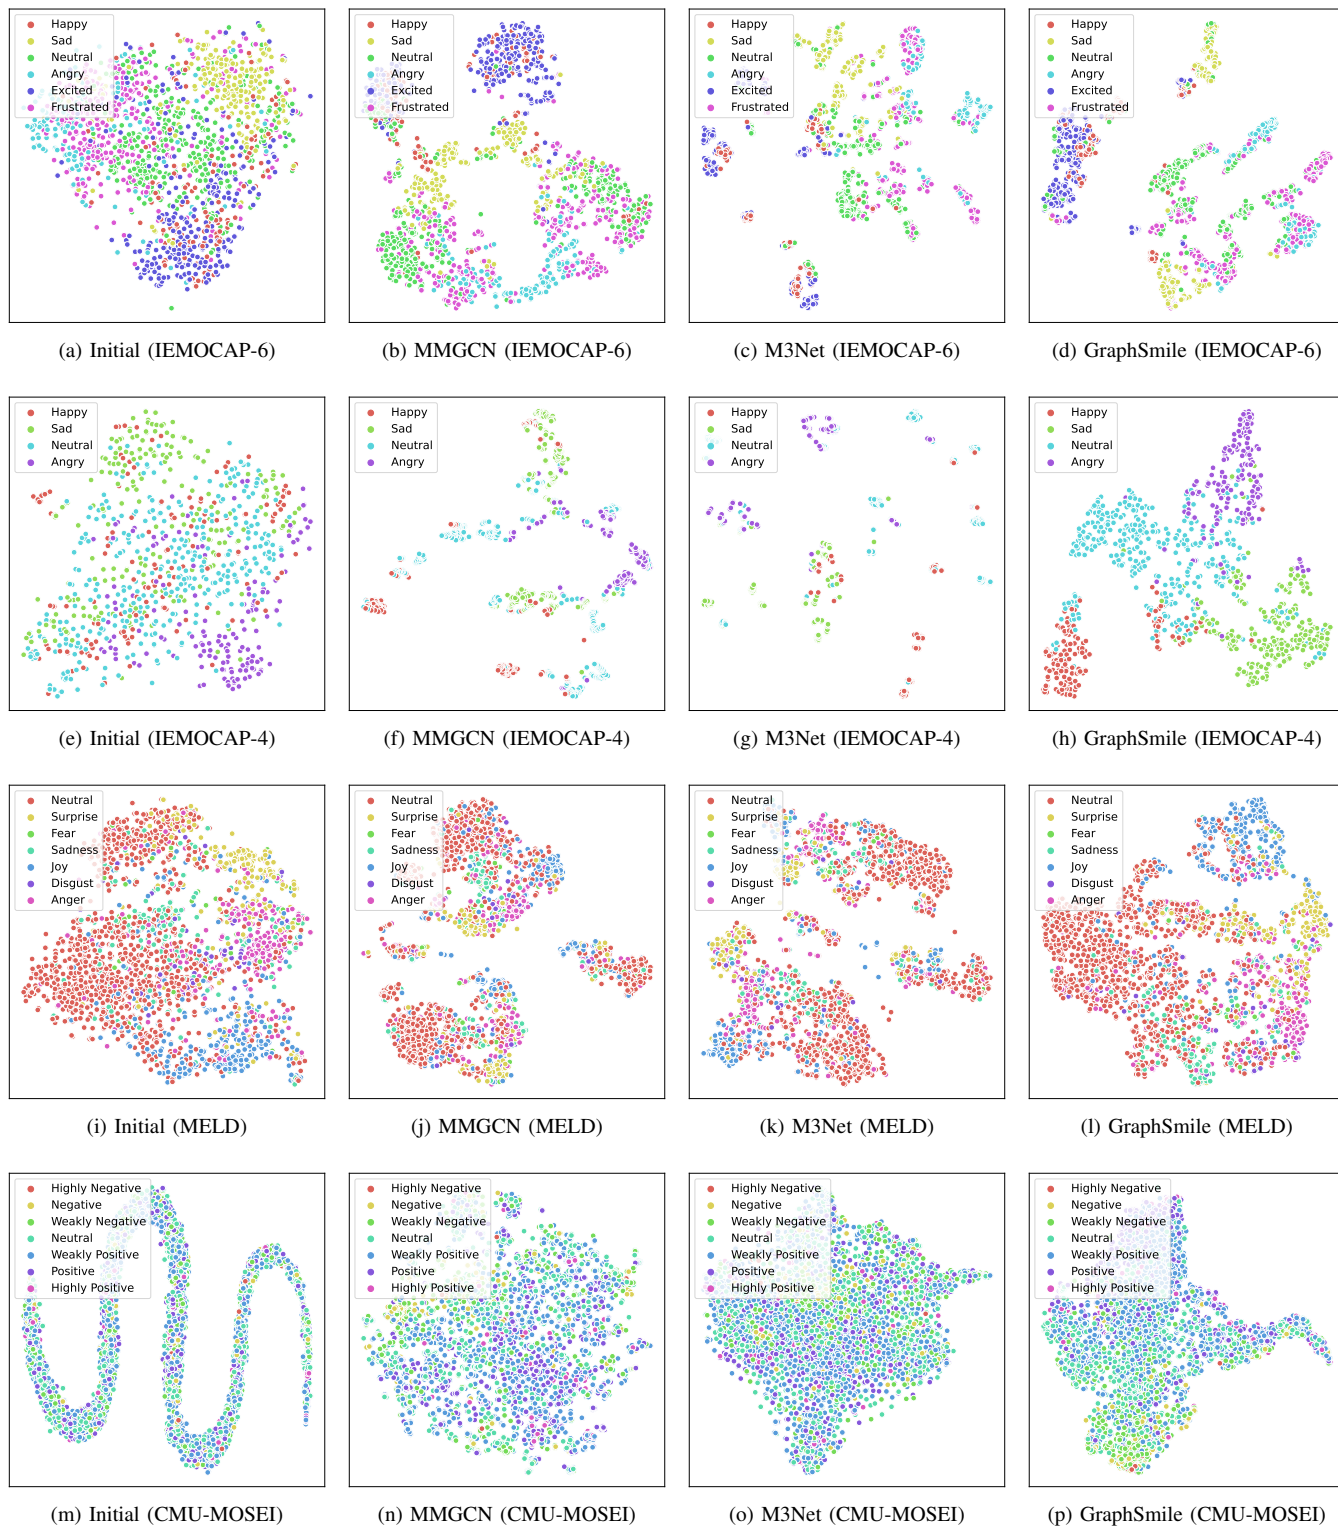 Happy
Sad
Neutral
Angry
Excited
Frustrated
Happy
Sad
Neutral
Angry
Excited
Frustrated
Happy
Sad
Neutral
Angry
Excited
Frustrated
Happy
Sad
Neutral
Angry
Excited
Frustrated
(a) Initial (IEMOCAP-6)
(b) MMGCN (IEMOCAP-6)
(c) M3Net (IEMOCAP-6)
(d) GraphSmile (IEMOCAP-6)
Happy
Sad
Neutral
Angry
Happy
Sad
Neutral
Angry
Happy
Sad
Neutral
Angry
Happy
Sad
Neutral
Angry
(e) Initial (IEMOCAP-4)
(f) MMGCN (IEMOCAP-4)
(g) M3Net (IEMOCAP-4)
(h) GraphSmile (IEMOCAP-4)
Neutral
Surprise
Fear
Sadness
Joy
Disgust
Anger
Neutral
Surprise
Fear
Sadness
Joy
Disgust
Anger
Neutral
Surprise
Fear
Sadness
Joy
Disgust
Anger
Neutral
Surprise
Fear
Sadness
Joy
Disgust
Anger
(i) Initial (MELD)
(j) MMGCN (MELD)
(k) M3Net (MELD)
(l) GraphSmile (MELD)
Highly Negative
Negative
Weakly Negative
Neutral
Weakly Positive
Positive
Highly Positive
Highly Negative
Negative
Weakly Negative
Neutral
Weakly Positive
Positive
Highly Positive
Highly Negative
Negative
Weakly Negative
Neutral
Weakly Positive
Positive
Highly Positive
Highly Negative
Negative
Weakly Negative
Neutral
Weakly Positive
Positive
Highly Positive
(m) Initial (CMU-MOSEI)
(n) MMGCN (CMU-MOSEI)
(o) M3Net (CMU-MOSEI)
(p) GraphSmile (CMU-MOSEI)